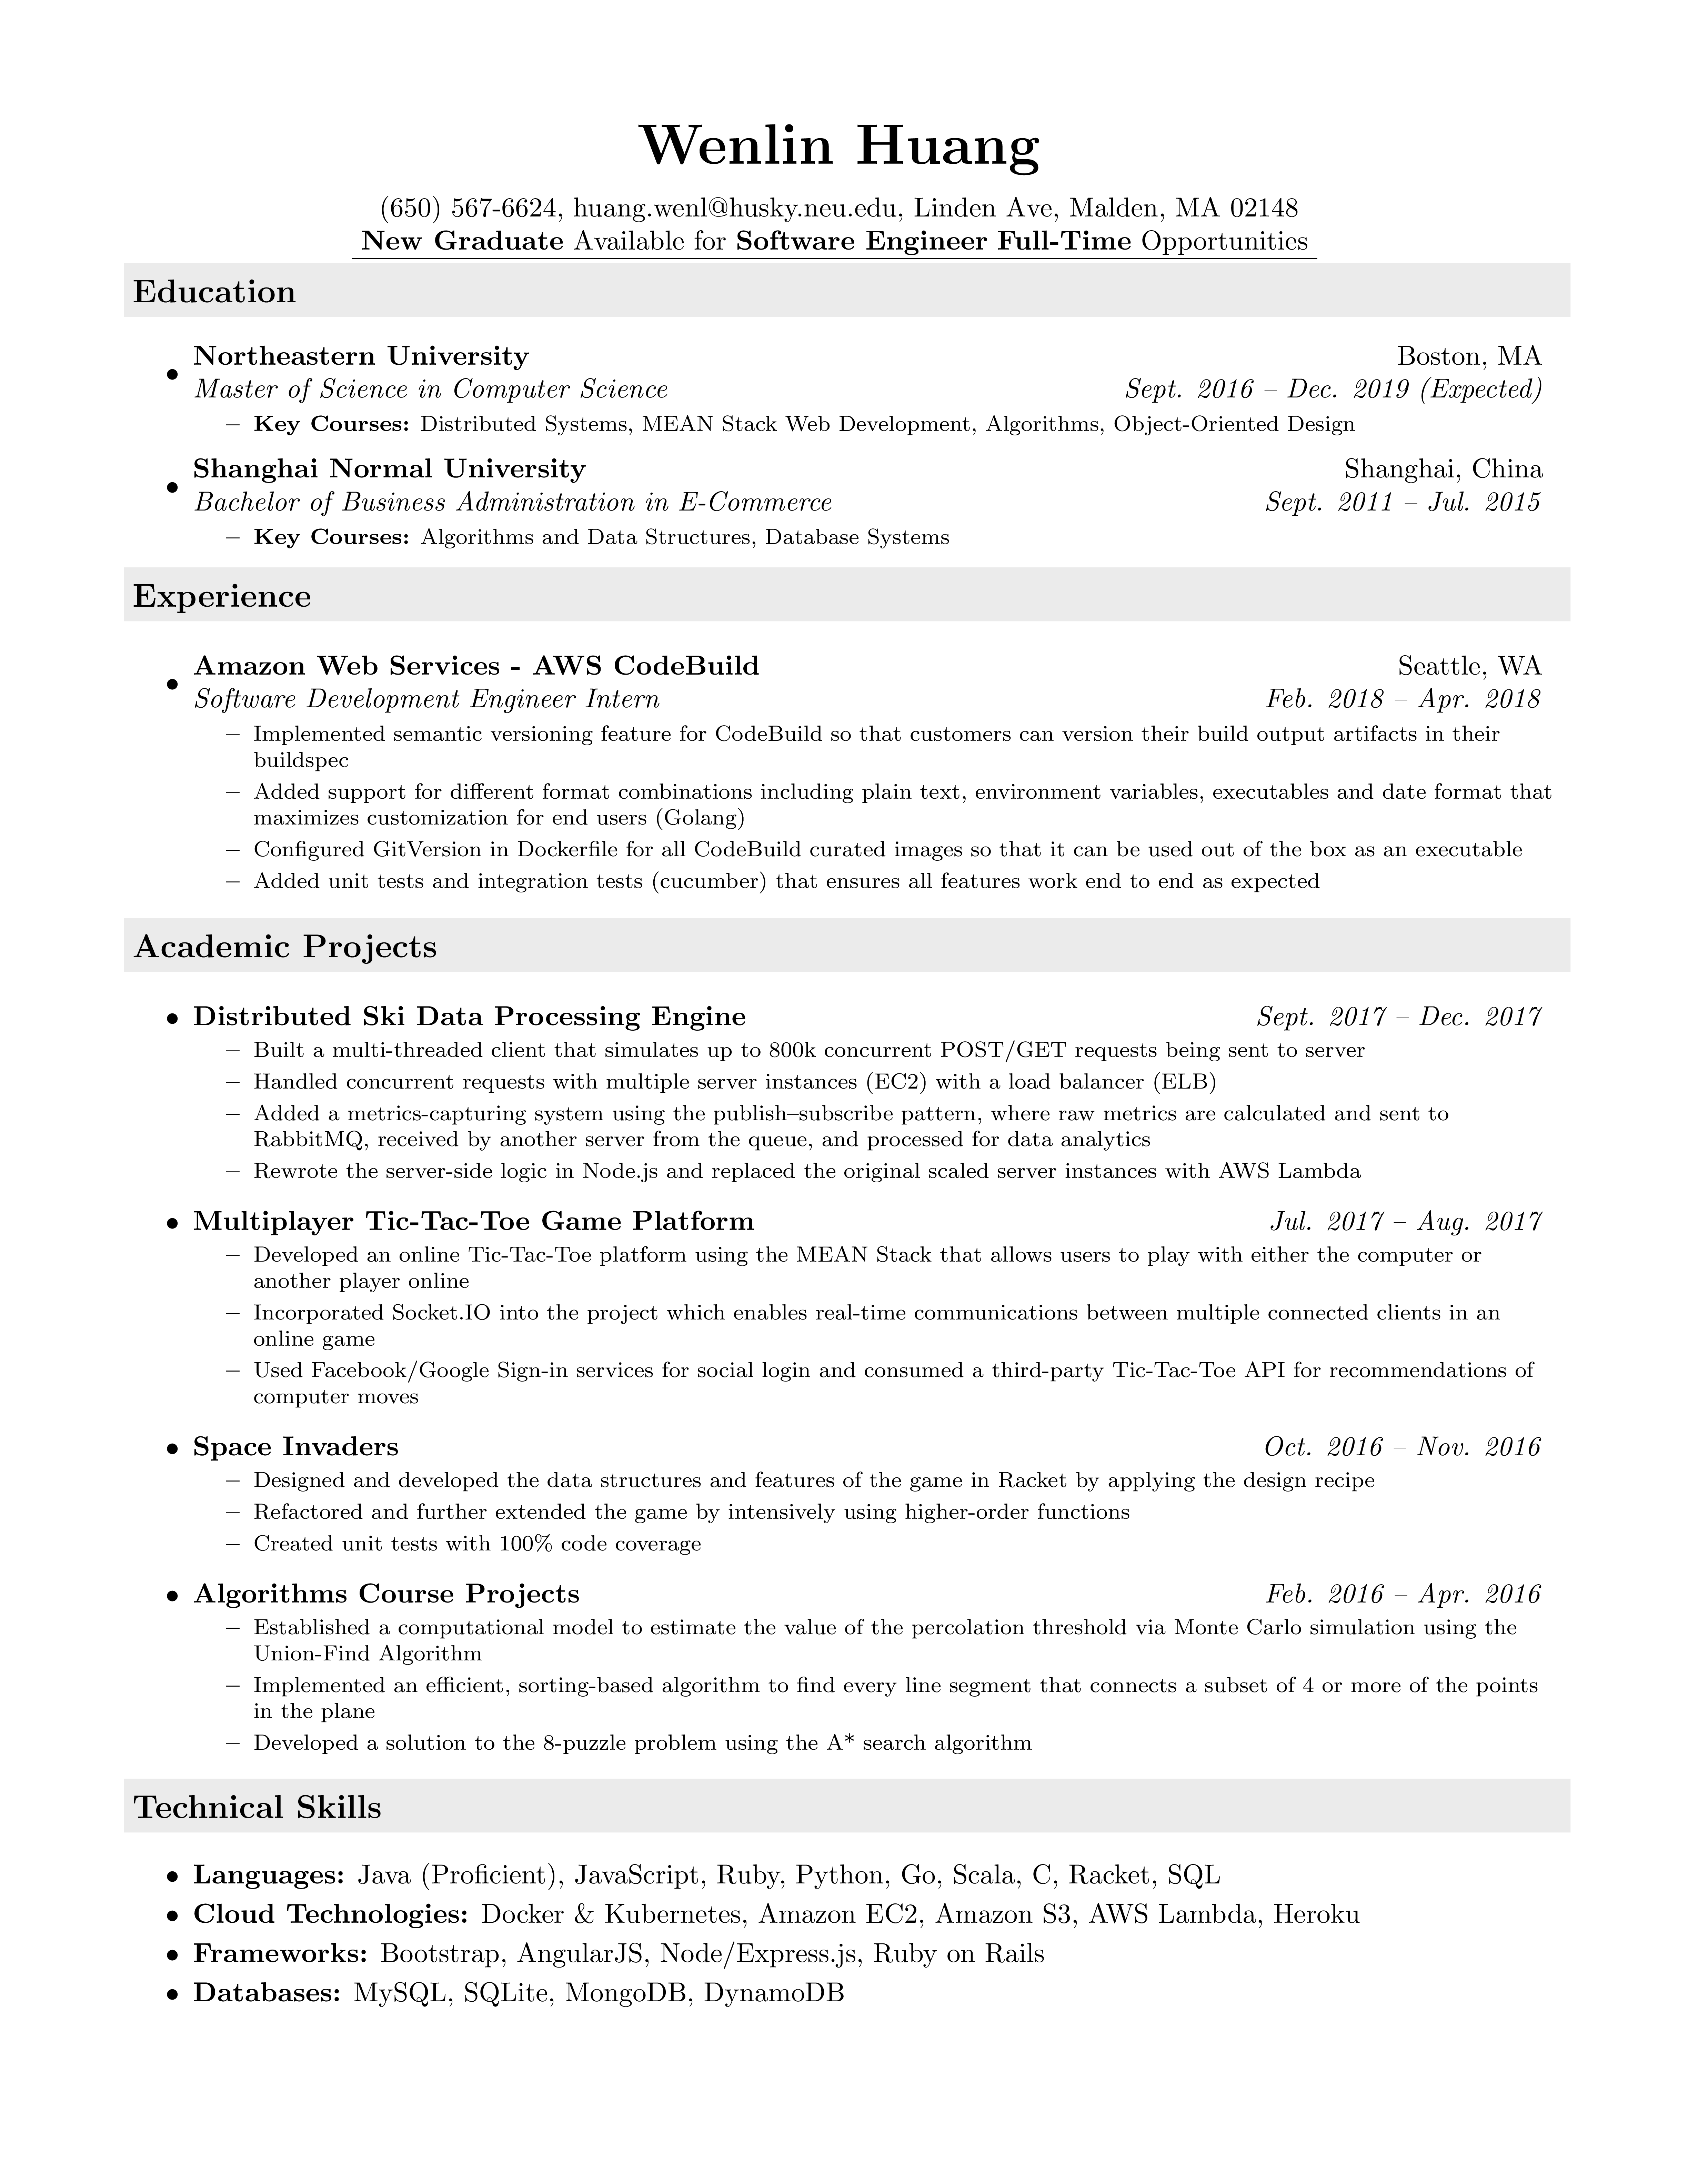 Wenlin Huang
(650) 567-6624, huang.wenl@husky.neu.edu, Linden Ave, Malden, MA 02148
New Graduate Available for Software Engineer Full-Time Opportunities
Education
• Northeastern University Boston, MA
Master of Science in Computer Science Sept. 2016 – Dec. 2019 (Expected)
– Key Courses: Distributed Systems, MEAN Stack Web Development, Algorithms, Object-Oriented Design
• Shanghai Normal University Shanghai, China
Bachelor of Business Administration in E-Commerce Sept. 2011 – Jul. 2015
– Key Courses: Algorithms and Data Structures, Database Systems
Experience
• Amazon Web Services - AWS CodeBuild Seattle, WA
Software Development Engineer Intern Feb. 2018 – Apr. 2018
– Implemented semantic versioning feature for CodeBuild so that customers can version their build output artifacts in their
buildspec
– Added support for different format combinations including plain text, environment variables, executables and date format that
maximizes customization for end users (Golang)
– Configured GitVersion in Dockerfile for all CodeBuild curated images so that it can be used out of the box as an executable
– Added unit tests and integration tests (cucumber) that ensures all features work end to end as expected
Academic Projects
• Distributed Ski Data Processing Engine Sept. 2017 – Dec. 2017
– Built a multi-threaded client that simulates up to 800k concurrent POST/GET requests being sent to server
– Handled concurrent requests with multiple server instances (EC2) with a load balancer (ELB)
– Added a metrics-capturing system using the publish–subscribe pattern, where raw metrics are calculated and sent to
RabbitMQ, received by another server from the queue, and processed for data analytics
– Rewrote the server-side logic in Node.js and replaced the original scaled server instances with AWS Lambda
• Multiplayer Tic-Tac-Toe Game Platform Jul. 2017 – Aug. 2017
– Developed an online Tic-Tac-Toe platform using the MEAN Stack that allows users to play with either the computer or
another player online
– Incorporated Socket.IO into the project which enables real-time communications between multiple connected clients in an
online game
– Used Facebook/Google Sign-in services for social login and consumed a third-party Tic-Tac-Toe API for recommendations of
computer moves
• Space Invaders Oct. 2016 – Nov. 2016
– Designed and developed the data structures and features of the game in Racket by applying the design recipe
– Refactored and further extended the game by intensively using higher-order functions
– Created unit tests with 100% code coverage
• Algorithms Course Projects Feb. 2016 – Apr. 2016
– Established a computational model to estimate the value of the percolation threshold via Monte Carlo simulation using the
Union-Find Algorithm
– Implemented an efficient, sorting-based algorithm to find every line segment that connects a subset of 4 or more of the points
in the plane
– Developed a solution to the 8-puzzle problem using the A* search algorithm
Technical Skills
• Languages: Java (Proficient), JavaScript, Ruby, Python, Go, Scala, C, Racket, SQL
• Cloud Technologies: Docker & Kubernetes, Amazon EC2, Amazon S3, AWS Lambda, Heroku
• Frameworks: Bootstrap, AngularJS, Node/Express.js, Ruby on Rails
• Databases: MySQL, SQLite, MongoDB, DynamoDB